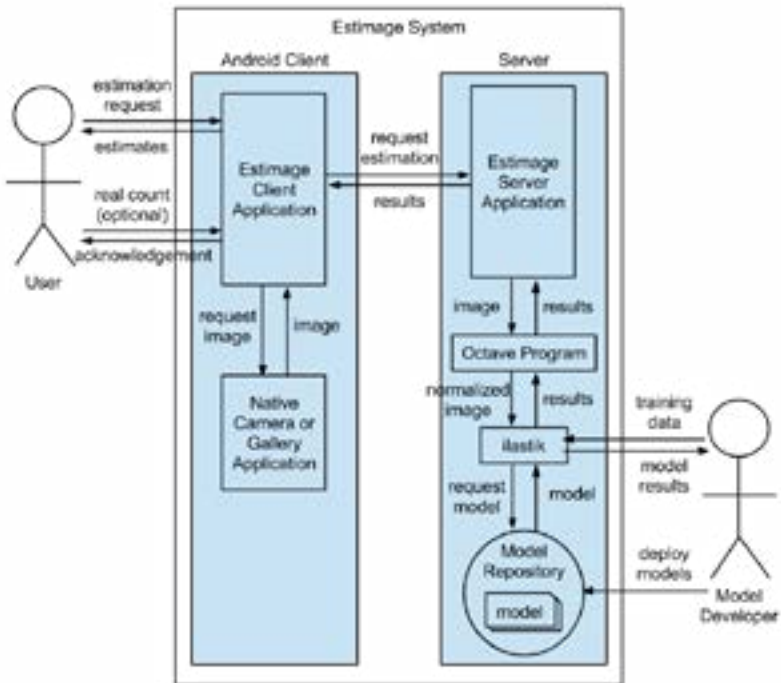 Estimage System
Android Client
Server
estimation
request
estimates
real count
(optional)
acknowledgement
User
Estimage
Client
Application
request
estimation
results
Estimage
Server
Application
request
image
image
image
results
Octave Program
Native
Camera or
Gallery
Application
normalized
image
results
ilastik
training
data
model
results
request
model
model
Model
Repository
model
deploy
models
Model
Developer